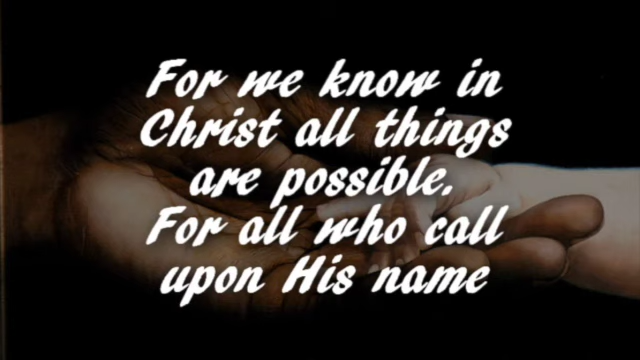 For we know in
Christ all things
are possible.
For all who call
upon His name